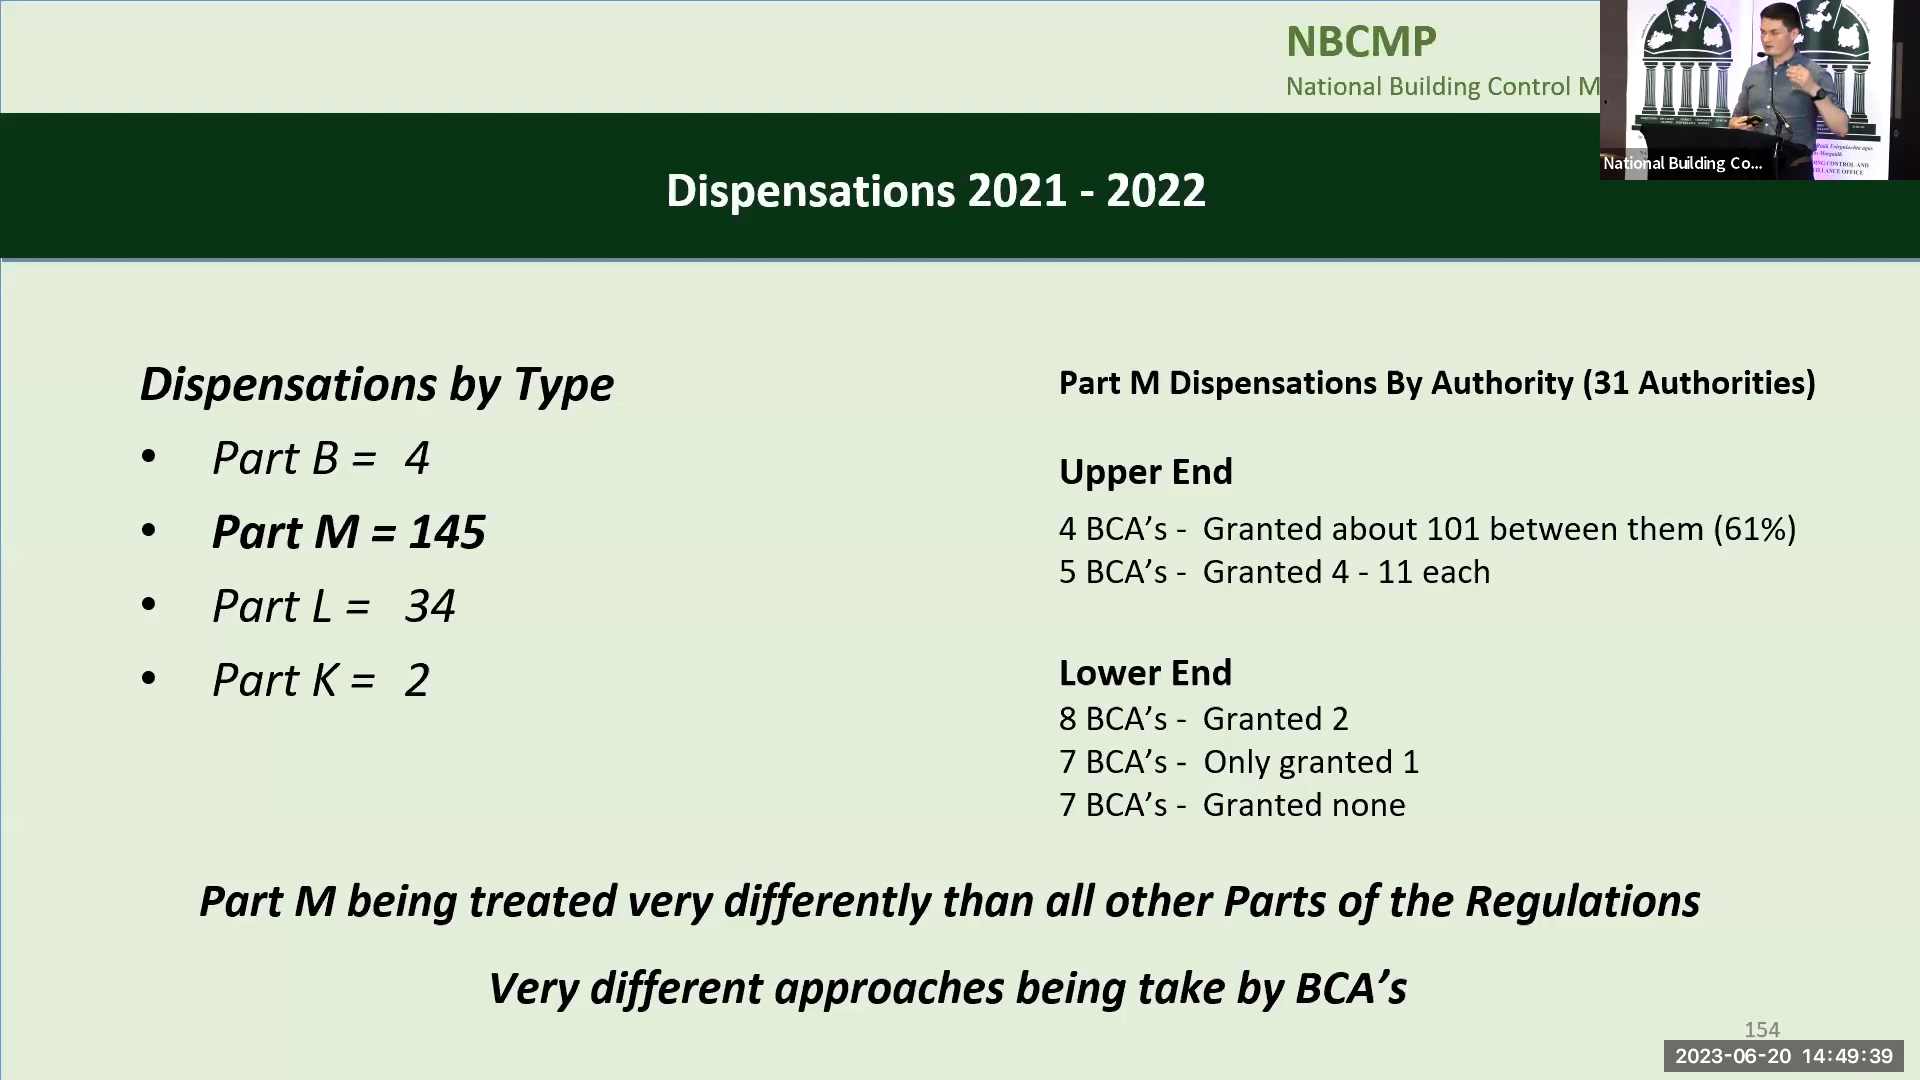 NBCMP
National Building Control M
Dispensations 2021 - 2022
National Building Co...
Dispensations by Type
• Part B = 4
• Part M = 145
• Part L = 34
• Part K = 2
Part M Dispensations By Authority (31 Authorities)
Upper End
4 BCA’s - Granted about 101 between them (61%)
5 BCA’s - Granted 4 - 11 each
Lower End
8 BCA’s - Granted 2
7 BCA’s - Only granted 1
7 BCA’s - Granted none
Part M being treated very differently than all other Parts of the Regulations
Very different approaches being take by BCA’s
154
2023-06-20 14:49:39